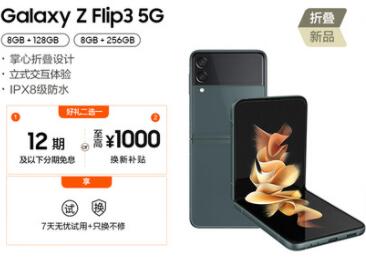 Galaxy Z Flip3 5G
8GB + 128GB
8GB + 256GB
折叠
新品
• 掌心折叠设计
• 立式交互体验
• IPX8级防水
好礼二选一
1
2
12 期
及以下分期免息
or
至高
¥1000
换新补贴
享
试
换
7天无忧试用+只换不修